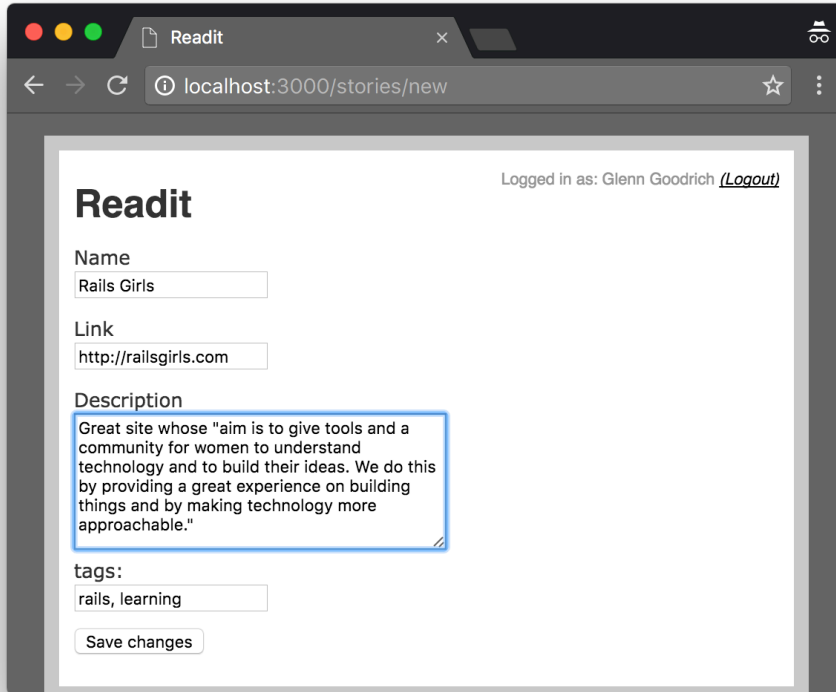 Readit
localhost:3000/stories/new
Logged in as: Glenn Goodrich (Logout)
Readit
Name
Rails Girls
Link
http://railsgirls.com
Description
Great site whose "aim is to give tools and a
community for women to understand
technology and to build their ideas. We do this
by providing a great experience on building
things and by making technology more
approachable."
tags:
rails, learning
Save changes